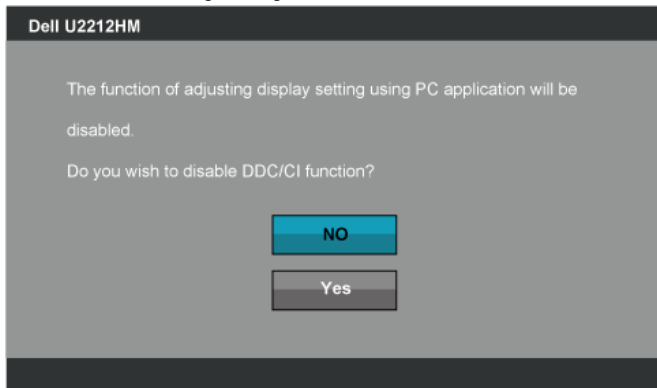 Dell U2212HM
The function of adjusting display setting using PC application will be
disabled.
Do you wish to disable DDC/CI function?
NO
Yes